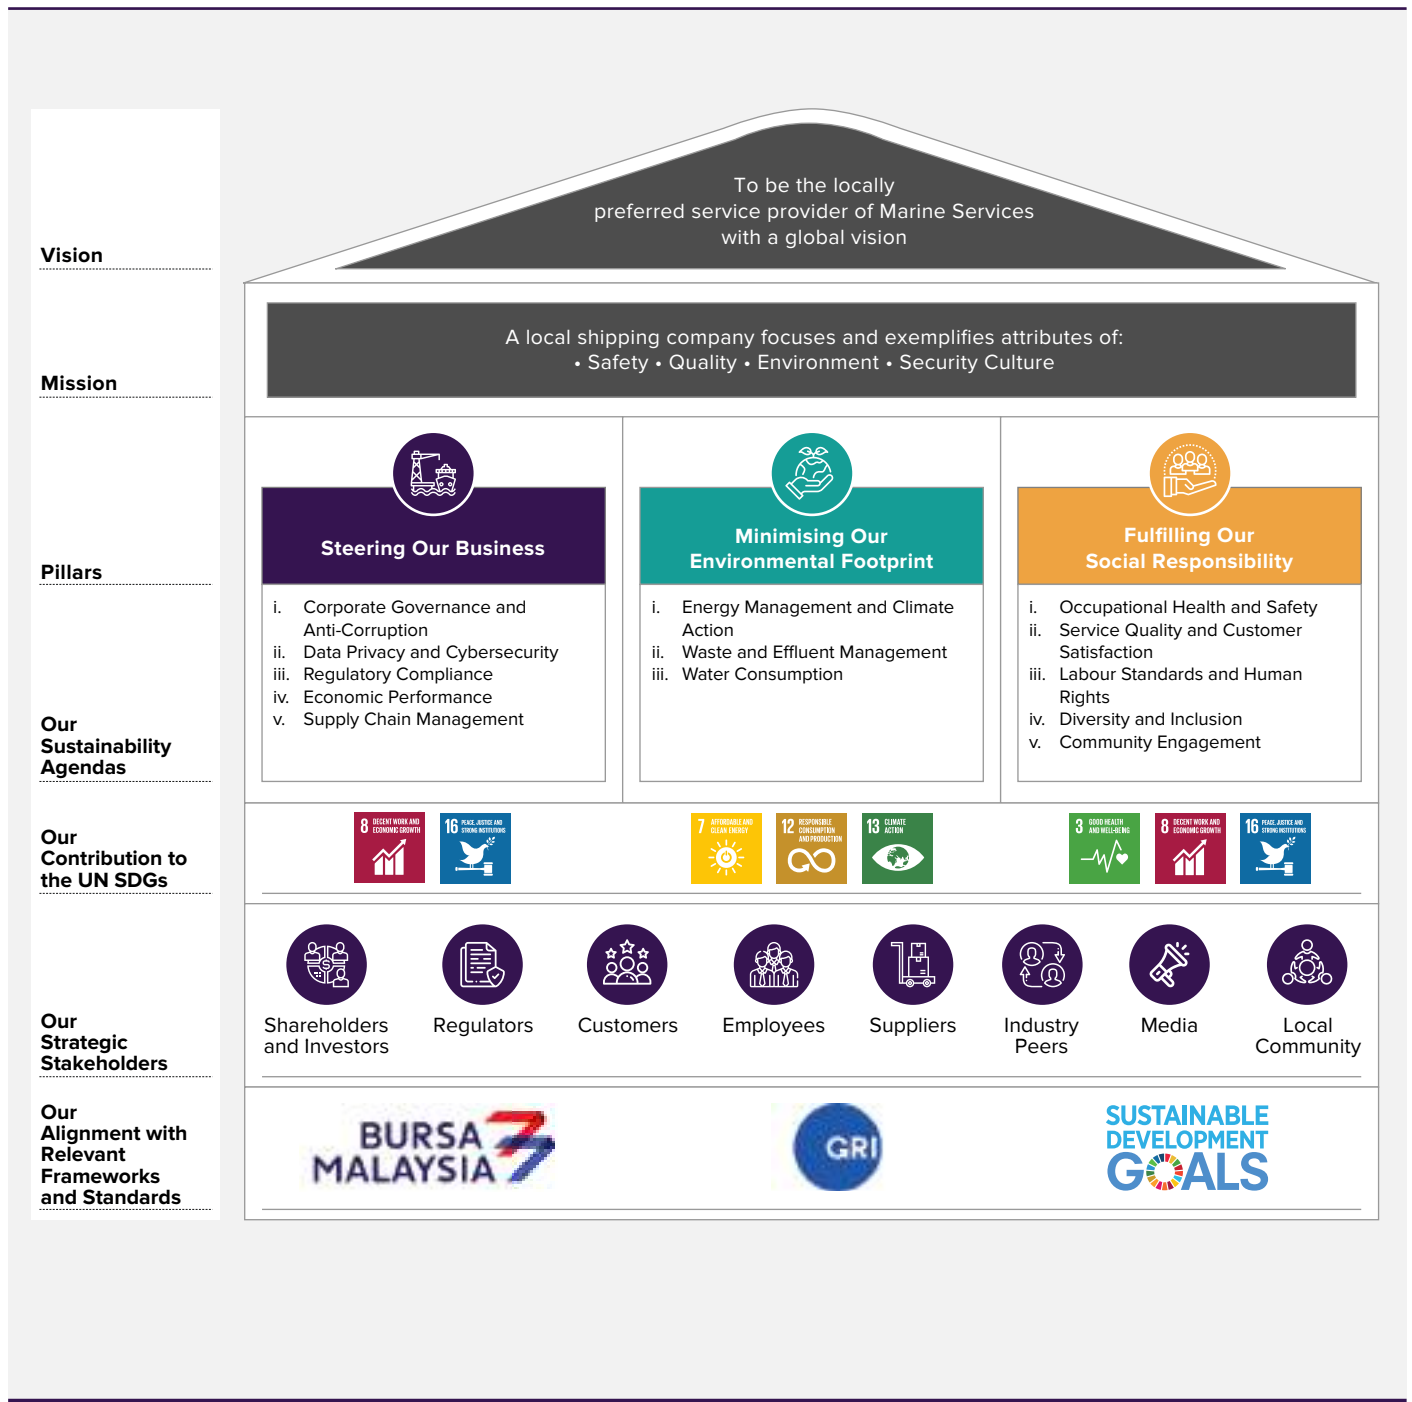 Vision
To be the locally
preferred service provider of Marine Services
with a global vision
Mission
A local shipping company focuses and exemplifies attributes of:
• Safety • Quality • Environment • Security Culture
Pillars
Steering Our Business
Minimising Our
Environmental Footprint
Fulfilling Our
Social Responsibility
Our
Sustainability
Agendas
i. Corporate Governance and
Anti-Corruption
ii. Data Privacy and Cybersecurity
iii. Regulatory Compliance
iv. Economic Performance
v. Supply Chain Management
i. Energy Management and Climate
Action
ii. Waste and Effluent Management
iii. Water Consumption
i. Occupational Health and Safety
ii. Service Quality and Customer
Satisfaction
iii. Labour Standards and Human
Rights
iv. Diversity and Inclusion
v. Community Engagement
Our
Contribution to
the UN SDGs
8 DECENT WORK AND
ECONOMIC GROWTH
16 PEACE, JUSTICE AND
STRONG INSTITUTIONS
7 AFFORDABLE AND
CLEAN ENERGY
12 RESPONSIBLE
CONSUMPTION
AND PRODUCTION
13 CLIMATE
ACTION
3 GOOD HEALTH
AND WELL-BEING
8 DECENT WORK AND
ECONOMIC GROWTH
16 PEACE, JUSTICE AND
STRONG INSTITUTIONS
Our
Strategic
Stakeholders
Shareholders
and Investors
Regulators
Customers
Employees
Suppliers
Industry
Peers
Media
Local
Community
Our
Alignment with
Relevant
Frameworks
and Standards
BURSA
MALAYSIA
GRI
SUSTAINABLE
DEVELOPMENT
GOALS